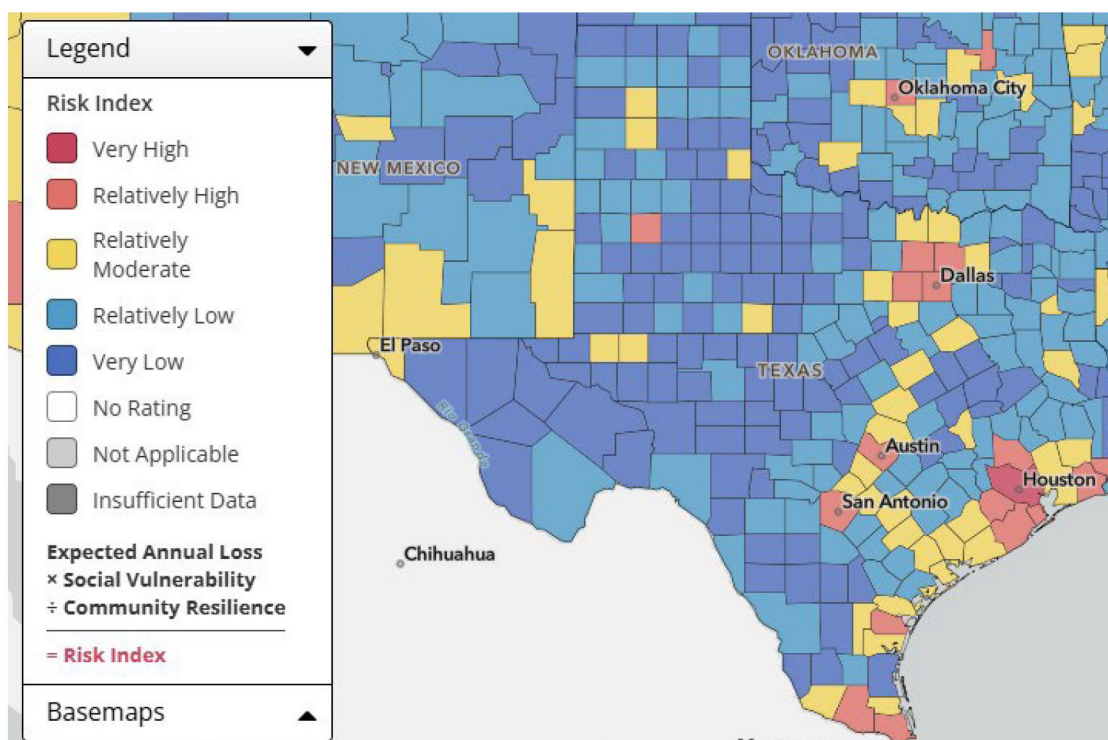 Legend
Risk Index
Very High
Relatively High
Relatively
Moderate
Relatively Low
Very Low
No Rating
Not Applicable
Insufficient Data
Expected Annual Loss
× Social Vulnerability
÷ Community Resilience
= Risk Index
Basemaps
OKLAHOMA
Oklahoma City
NEW MEXICO
Dallas
El Paso
TEXAS
Rio Grande
Austin
Houston
San Antonio
Chihuahua